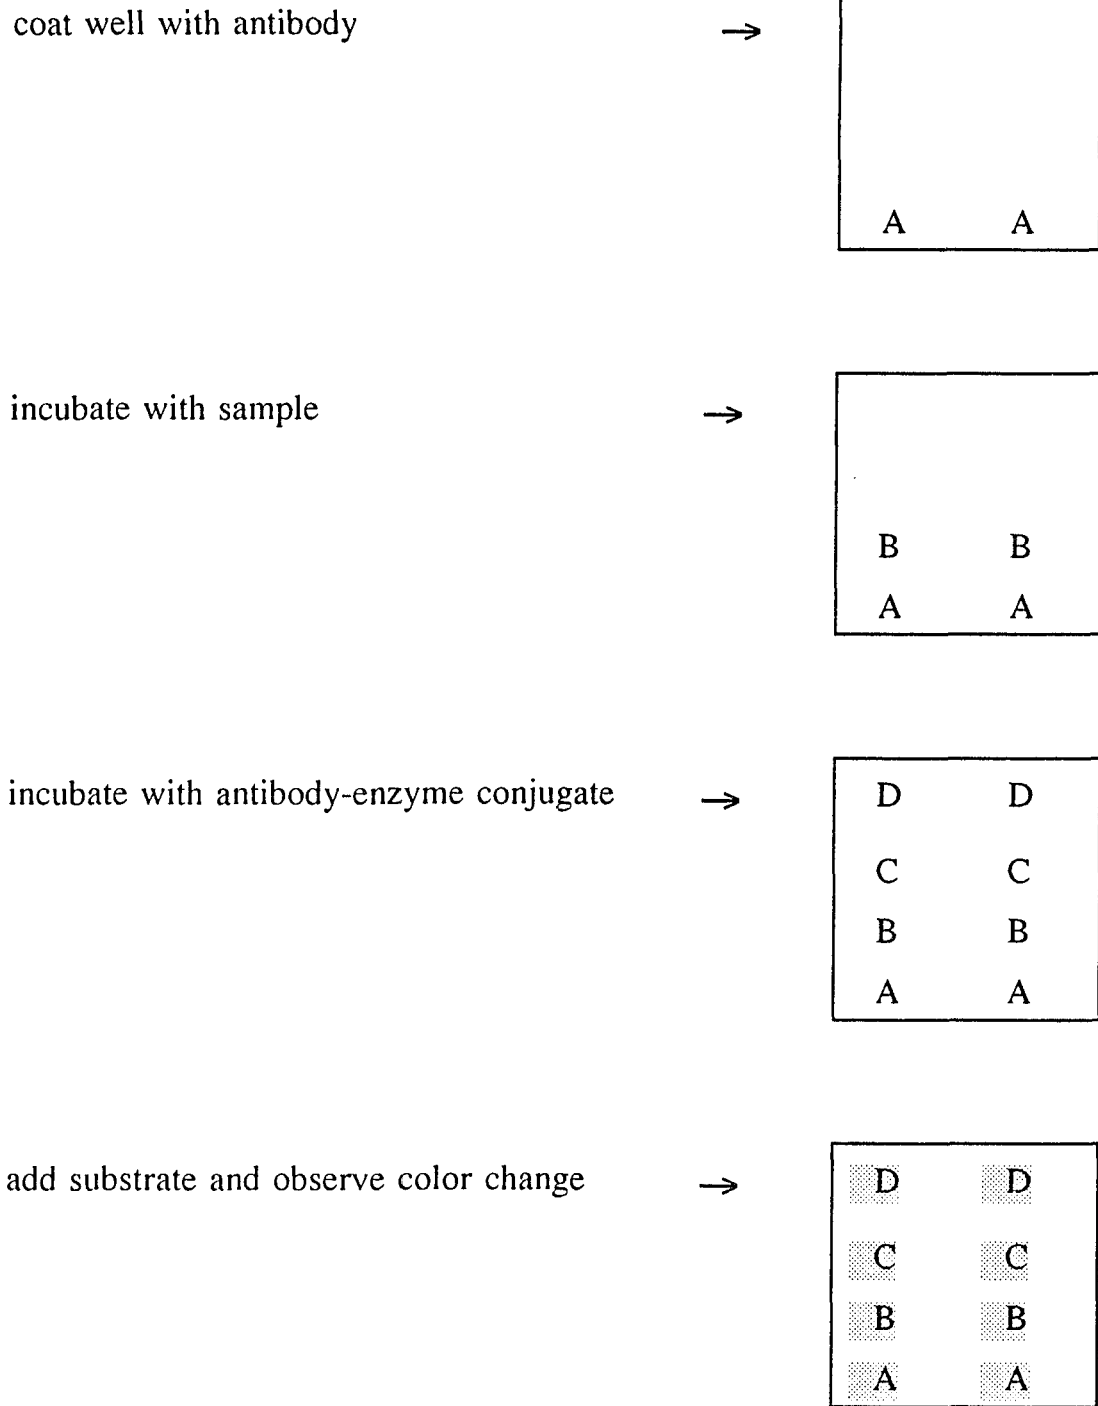 coat well with antibody →
A A
incubate with sample →
B B
A A
incubate with antibody-enzyme conjugate →
D D
C C
B B
A A
add substrate and observe color change →
D D
C C
B B
A A